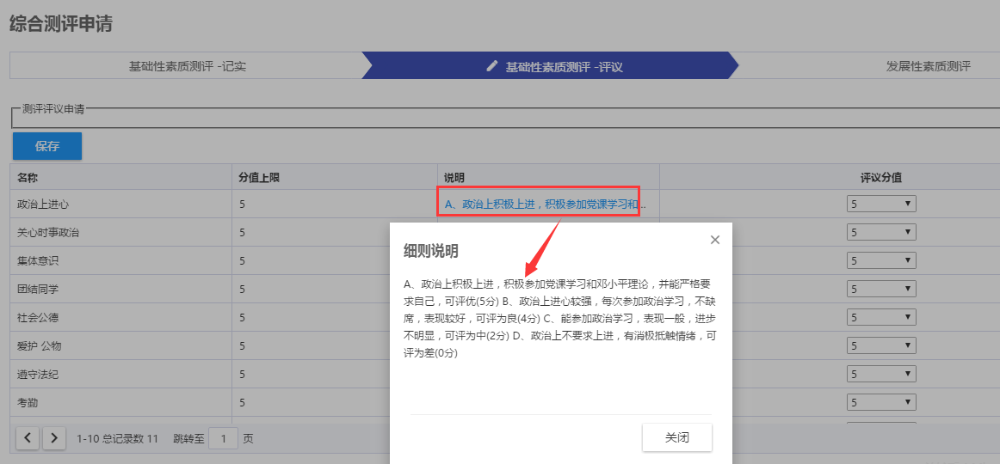 综合测评申请
基础性素质测评 -记实
基础性素质测评 -评议
发展性素质测评
测评评议申请
保存
名称 分值上限 说明 评议分值
政治上进心 5 A、政治上积极上进，积极参加党课学习和... 5
关心时事政治 5 5
集体意识 5 5
团结同学 5 5
社会公德 5 5
爱护 公物 5 5
遵守法纪 5 5
考勤 5 5
1-10 总记录数 11 跳转至 1 页
细则说明
A、政治上积极上进，积极参加党课学习和邓小平理论，并能严格要
求自己，可评优(5分) B、政治上进心较强，每次参加政治学习，不缺
席，表现较好，可评为良(4分) C、能参加政治学习，表现一般，进步
不明显，可评为中(2分) D、政治上不要求上进，有消极抵触情绪，可
评为差(0分)
关闭